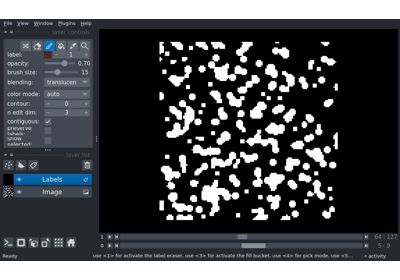 File View Window Plugins Help
layer controls
label: 1
opacity: 0.70
brush size: 15
blending: translucen
color mode: auto
contour: 0
n edit dim: 3
contiguous:
preserve
labels:
show
selected:
layer list
Labels
Image
1 64 127
0 5 9
Ready use <1> for activate the label eraser, use <3> for activate the fill bucket, use <4> for pick mode, use <5... activity